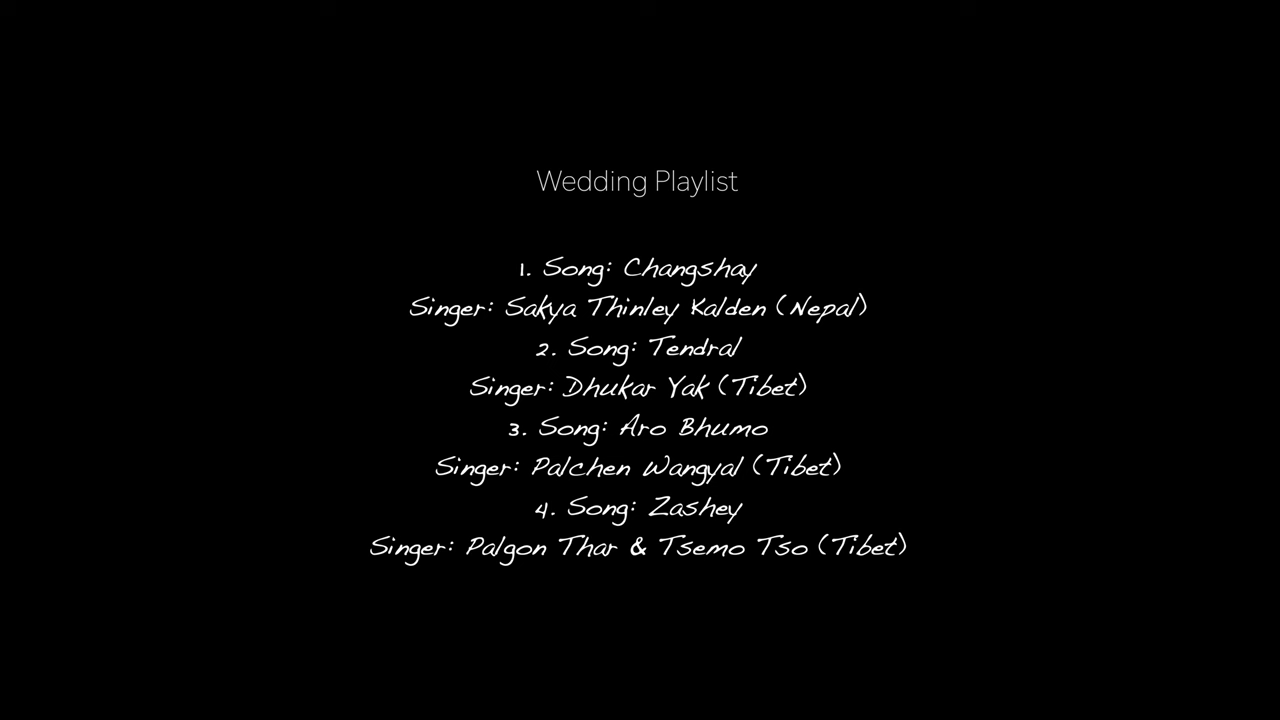 Wedding Playlist
1. Song: Changshay
Singer: Sakya Thinley Kalden (Nepal)
2. Song: Tendral
Singer: Dhukar Yak (Tibet)
3. Song: Aro Bhumo
Singer: Palchen Wangyal (Tibet)
4. Song: Zashey
Singer: Palgon Thar & Tsemo Tso (Tibet)